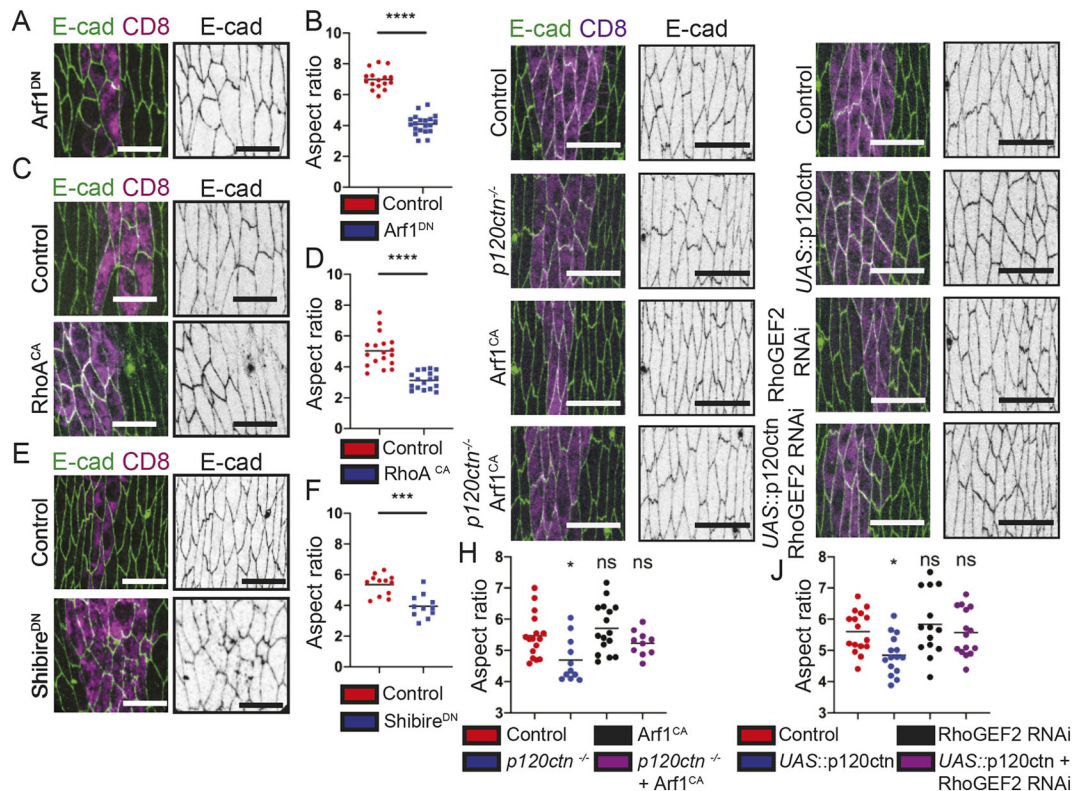 A
E-cad CD8 E-cad
Arf1ᴰᴺ
B
****
Aspect ratio
10
8
6
4
2
0
Control
Arf1ᴰᴺ
C
E-cad CD8 E-cad
Control
RhoAᶜᴬ
D
****
Aspect ratio
10
8
6
4
2
0
Control
RhoA ᶜᴬ
E
E-cad CD8 E-cad
Control
Shibireᴰᴺ
F
***
Aspect ratio
8
6
4
2
0
Control
Shibireᴰᴺ
E-cad CD8 E-cad
Control
p120ctn⁻/⁻
Arf1ᶜᴬ
p120ctn⁻/⁻
Arf1ᶜᴬ
Control
UAS::p120ctn
RhoGEF2
RNAi
UAS::p120ctn
RhoGEF2 RNAi
H
* ns ns
Aspect ratio
8
7
6
5
4
3
Control
p120ctn ⁻/⁻
Arf1ᶜᴬ
p120ctn ⁻/⁻
+ Arf1ᶜᴬ
J
* ns ns
Aspect ratio
8
7
6
5
4
3
Control
UAS::p120ctn
RhoGEF2 RNAi
UAS::p120ctn +
RhoGEF2 RNAi